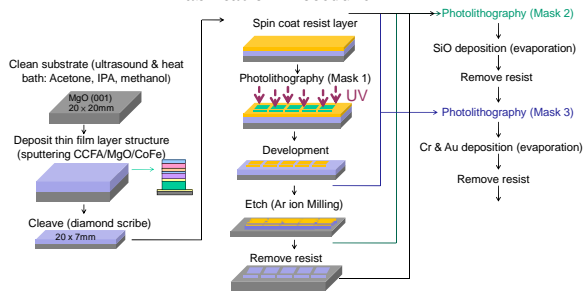 Clean substrate (ultrasound & heat
bath: Acetone, IPA, methanol)
MgO (001)
20 x 20mm
Deposit thin film layer structure
(sputtering CCFA/MgO/CoFe)
Cleave (diamond scribe)
20 x 7mm
Spin coat resist layer
Photolithography (Mask 1)
UV
Development
Etch (Ar ion Milling)
Remove resist
Photolithography (Mask 2)
SiO deposition (evaporation)
Remove resist
Photolithography (Mask 3)
Cr & Au deposition (evaporation)
Remove resist